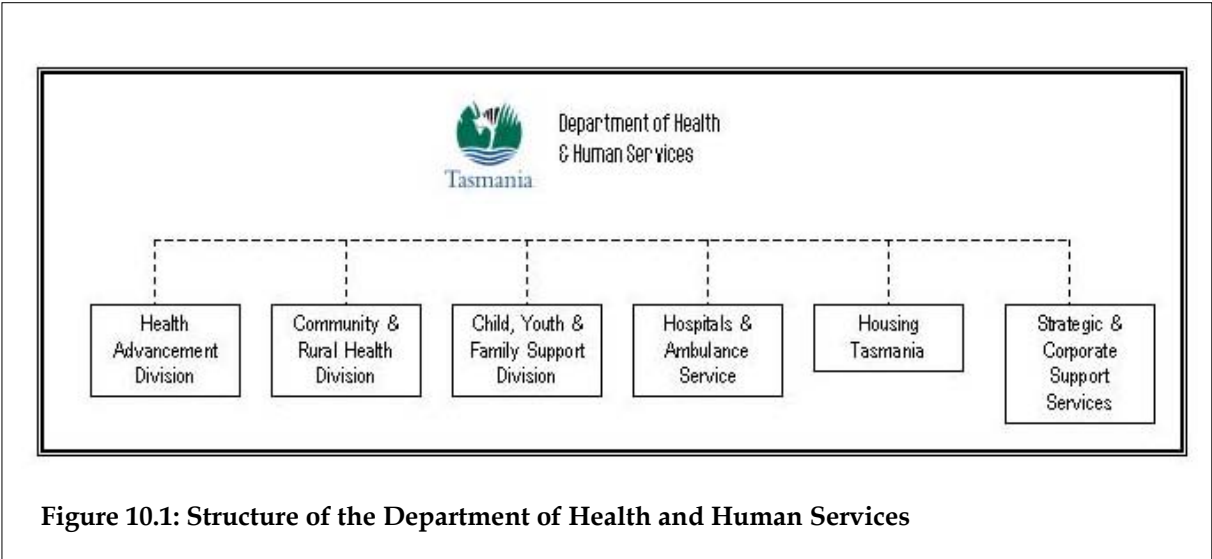 Department of Health
& Human Services
Tasmania
Health
Advancement
Division
Community &
Rural Health
Division
Child, Youth &
Family Support
Division
Hospitals &
Ambulance
Service
Housing
Tasmania
Strategic &
Corporate
Support
Services
Figure 10.1: Structure of the Department of Health and Human Services